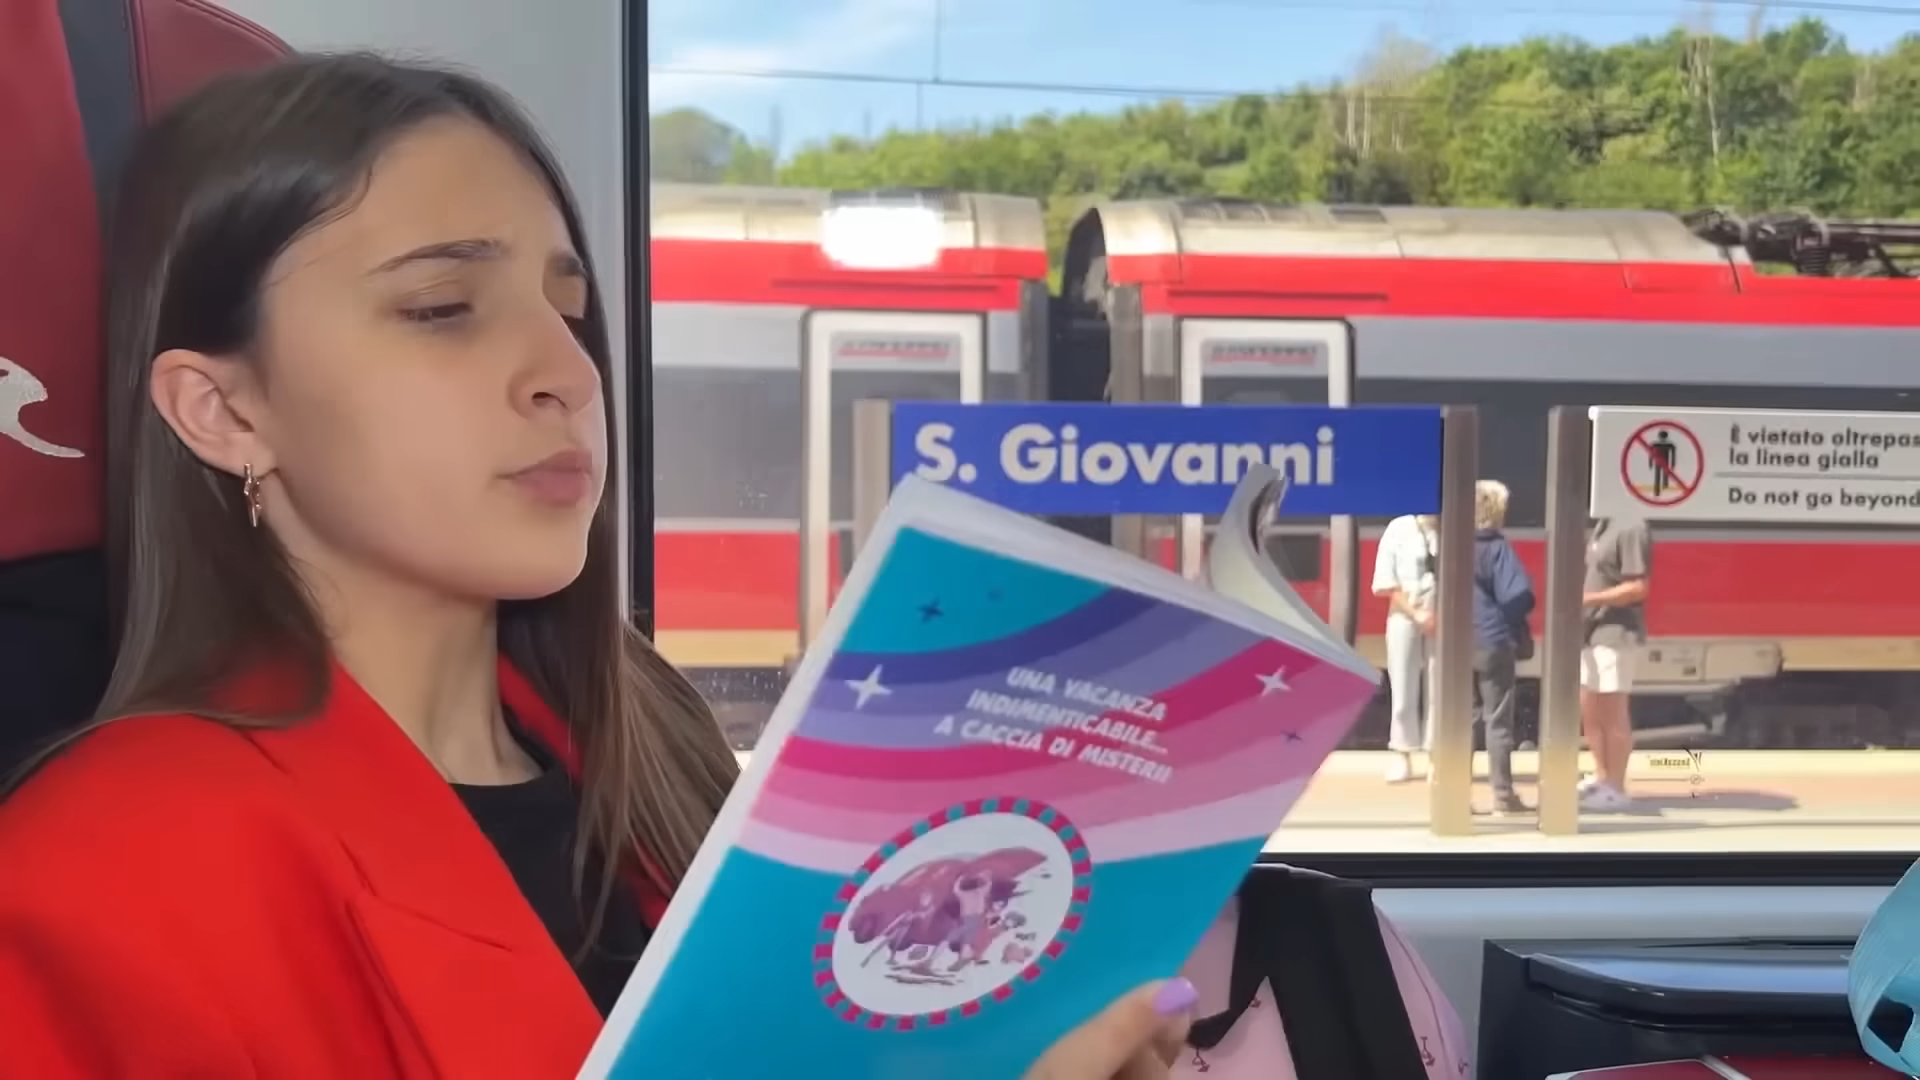 S. Giovanni
È vietato oltrepas
la linea gialla
Do not go beyond
UNA VACANZA
INDIMENTICABILE...
A CACCIA DI MISTERI!